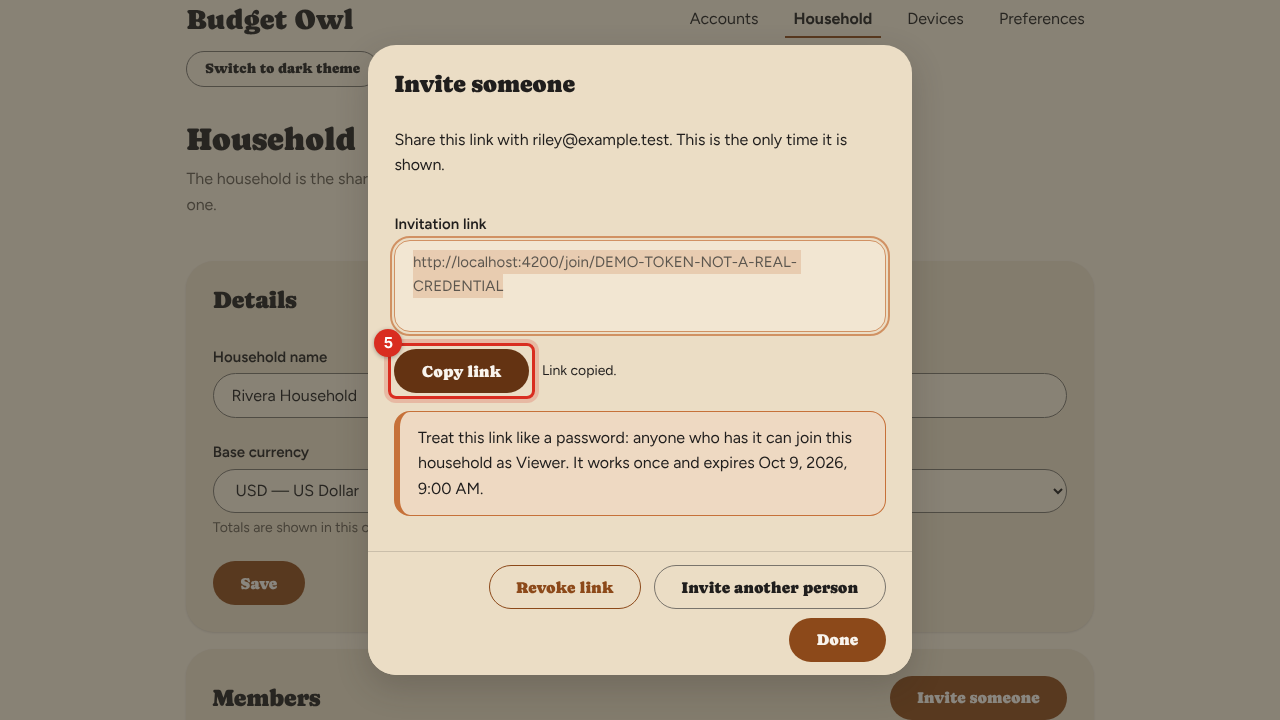 Budget Owl
Accounts
Household
Devices
Preferences
Switch to dark theme
Household
The household is the shar
one.
Details
Household name
Rivera Household
Base currency
USD — US Dollar
Totals are shown in this c
Save
Members
Invite someone
Invite someone
Share this link with riley@example.test. This is the only time it is
shown.
Invitation link
http://localhost:4200/join/DEMO-TOKEN-NOT-A-REAL-
CREDENTIAL
5
Copy link
Link copied.
Treat this link like a password: anyone who has it can join this
household as Viewer. It works once and expires Oct 9, 2026,
9:00 AM.
Revoke link
Invite another person
Done